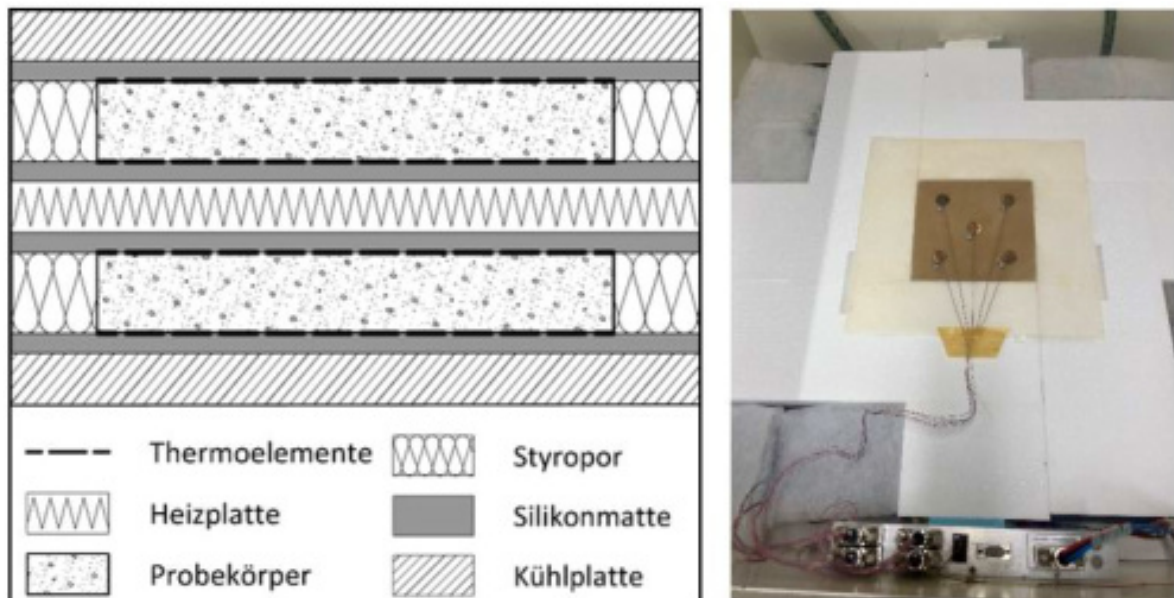 Thermoelemente
Styropor
Heizplatte
Silikonmatte
Probekörper
Kühlplatte